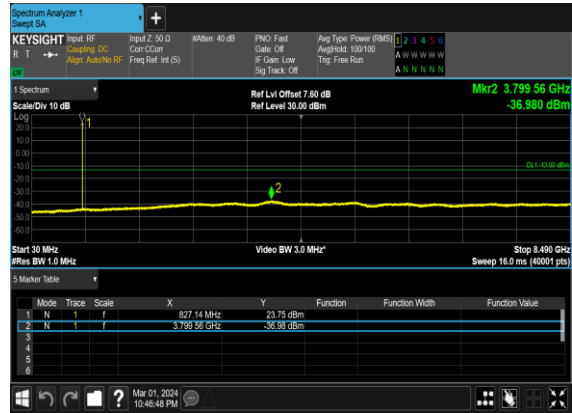 Spectrum Analyzer 1
Swept SA
+
KEYSIGHT
R T
Input: RF
Coupling: DC
Align: Auto/No RF
Input Z: 50 Ω
Corr CCorr
Freq Ref: Int (S)
#Atten: 40 dB
PNO: Fast
Gate: Off
IF Gain: Low
Sig Track: Off
Avg Type: Power (RMS)
Avg|Hold: 100/100
Trig: Free Run
1 2 3 4 5 6
A W W W W W
A N N N N N
1 Spectrum
Scale/Div 10 dB
Ref Lvl Offset 7.60 dB
Ref Level 30.00 dBm
Mkr2 3.799 56 GHz
-36.980 dBm
Log
20.0
10.0
0.00
-10.0
-20.0
-30.0
-40.0
-50.0
-60.0
1
2
DL1 -13.00 dBm
Start 30 MHz
#Res BW 1.0 MHz
Video BW 3.0 MHz*
Stop 8.490 GHz
Sweep 16.0 ms (40001 pts)
5 Marker Table
Mode Trace Scale X Y Function Function Width Function Value
1 N 1 f 827.14 MHz 23.75 dBm
2 N 1 f 3.799 56 GHz -36.98 dBm
3
4
5
6
?
Mar 01, 2024
10:46:48 PM